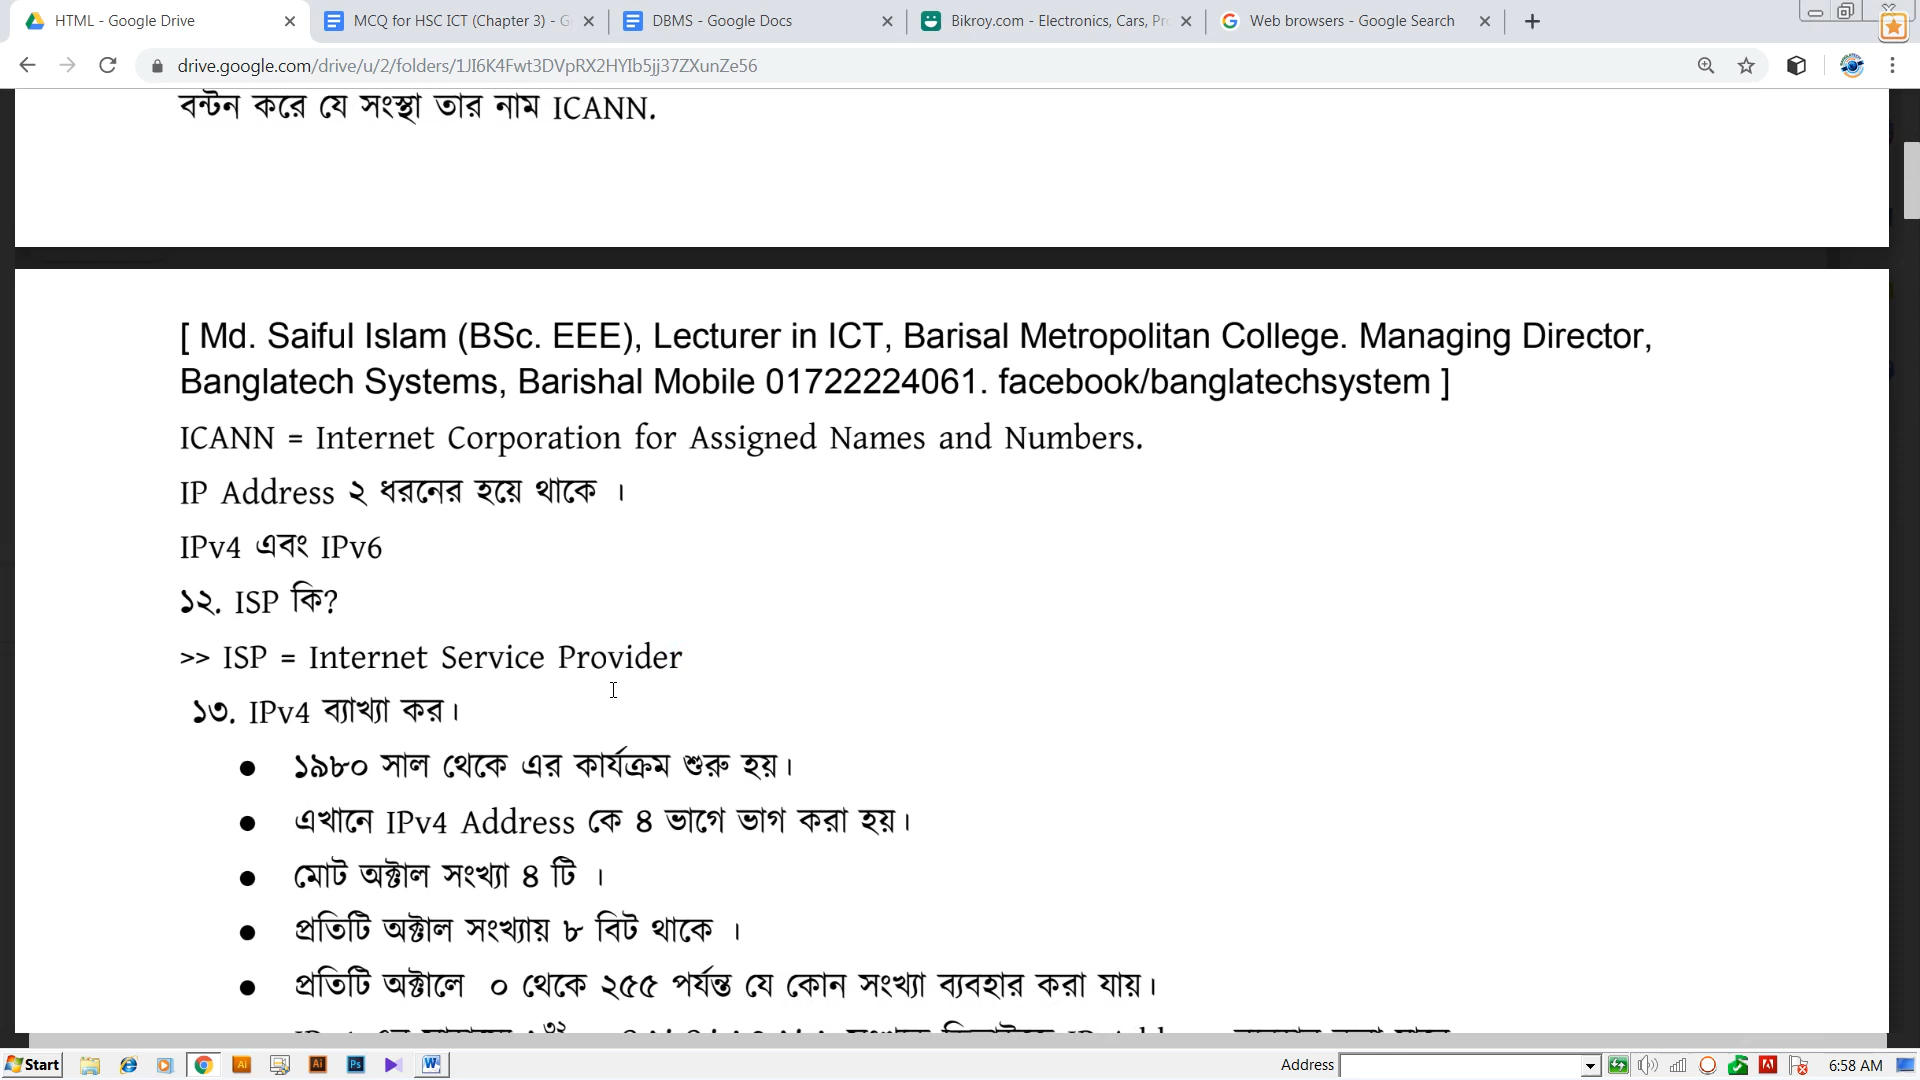 HTML - Google Drive
MCQ for HSC ICT (Chapter 3) - G
DBMS - Google Docs
Bikroy.com - Electronics, Cars, Pr
Web browsers - Google Search
drive.google.com/drive/u/2/folders/1JI6K4Fwt3DVpRX2HYIb5jj37ZXunZe56
বন্টন করে যে সংস্থা তার নাম ICANN.
[ Md. Saiful Islam (BSc. EEE), Lecturer in ICT, Barisal Metropolitan College. Managing Director,
Banglatech Systems, Barishal Mobile 01722224061. facebook/banglatechsystem ]
ICANN = Internet Corporation for Assigned Names and Numbers.
IP Address ২ ধরনের হয়ে থাকে ।
IPv4 এবং IPv6
১২. ISP কি?
>> ISP = Internet Service Provider
১৩. IPv4 ব্যাখ্যা কর।
● ১৯৮০ সাল থেকে এর কার্যক্রম শুরু হয়।
● এখানে IPv4 Address কে ৪ ভাগে ভাগ করা হয়।
● মোট অক্টাল সংখ্যা ৪ টি ।
● প্রতিটি অক্টাল সংখ্যায় ৮ বিট থাকে ।
● প্রতিটি অক্টালে ০ থেকে ২৫৫ পর্যন্ত যে কোন সংখ্যা ব্যবহার করা যায়।
Start
Address
6:58 AM